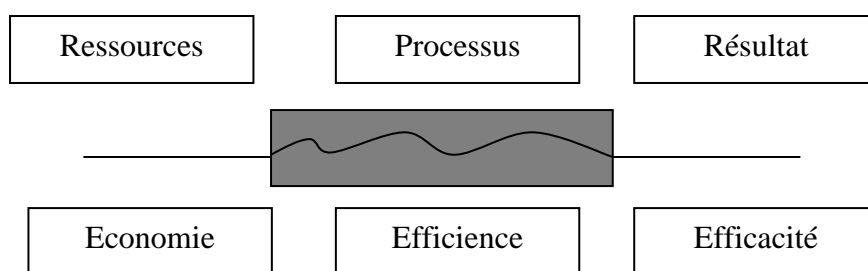 Ressources
Processus
Résultat
Economie
Efficience
Efficacité